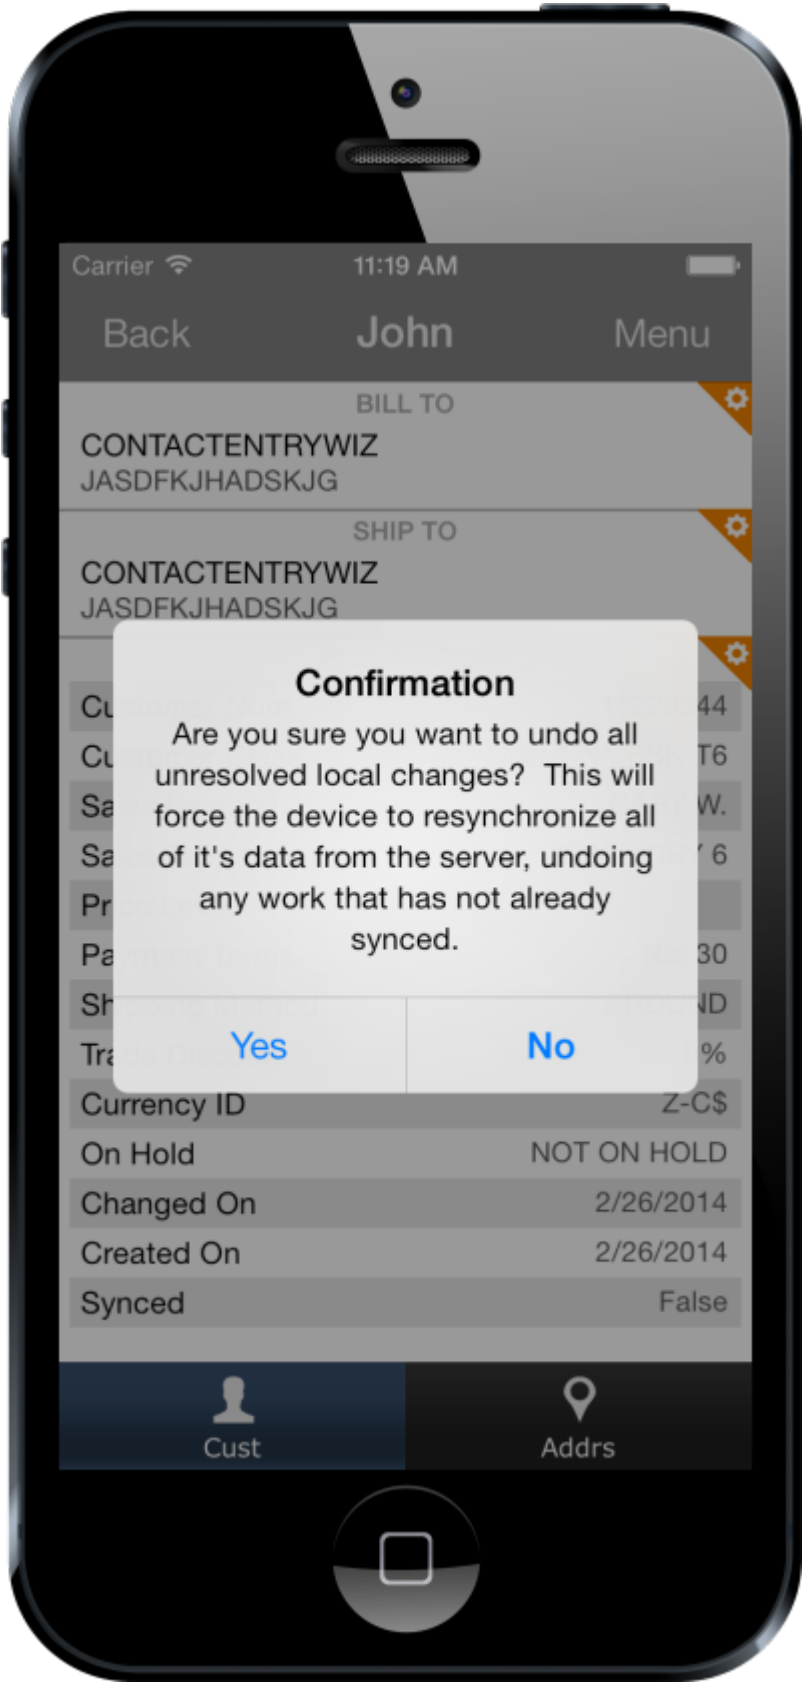 Carrier 11:19 AM
Back John Menu
BILL TO
CONTACTENTRYWIZ
JASDFKJHADSKJG
SHIP TO
CONTACTENTRYWIZ
JASDFKJHADSKJG
Confirmation
Are you sure you want to undo all
unresolved local changes?  This will
force the device to resynchronize all
of it's data from the server, undoing
any work that has not already
synced.
Yes No
Currency ID Z-C$
On Hold NOT ON HOLD
Changed On 2/26/2014
Created On 2/26/2014
Synced False
Cust Addrs